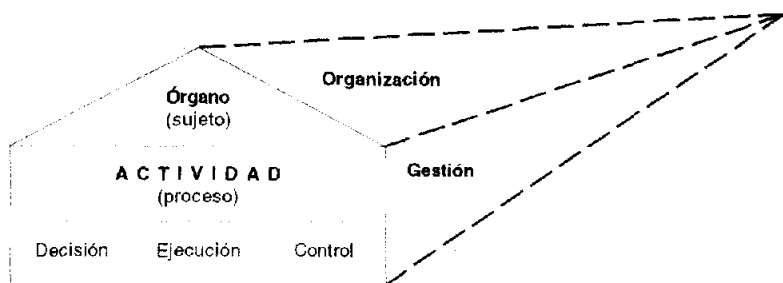 Organización
Órgano
(sujeto)
A C T I V I D A D
(proceso)
Gestión
Decisión Ejecución Control